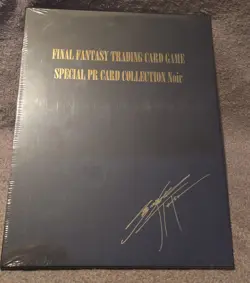 FINAL FANTASY TRADING CARD GAME
SPECIAL PR CARD COLLECTION Noir